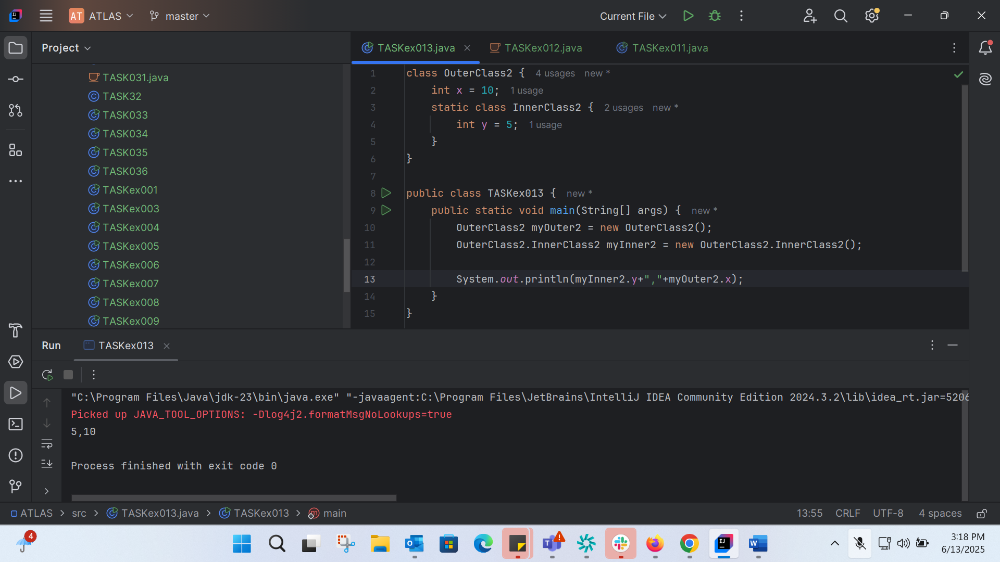 AT ATLAS
master
Current File
Project
TASK031.java
TASK32
TASK033
TASK034
TASK035
TASK036
TASKex001
TASKex003
TASKex004
TASKex005
TASKex006
TASKex007
TASKex008
TASKex009
TASKex013.java
TASKex012.java
TASKex011.java
1 class OuterClass2 { 4 usages new *
2 int x = 10; 1 usage
3 static class InnerClass2 { 2 usages new *
4 int y = 5; 1 usage
5 }
6 }
7
8 public class TASKex013 { new *
9 public static void main(String[] args) { new *
10 OuterClass2 myOuter2 = new OuterClass2();
11 OuterClass2.InnerClass2 myInner2 = new OuterClass2.InnerClass2();
12
13 System.out.println(myInner2.y+","+myOuter2.x);
14 }
15 }
Run
TASKex013
"C:\Program Files\Java\jdk-23\bin\java.exe" "-javaagent:C:\Program Files\JetBrains\IntelliJ IDEA Community Edition 2024.3.2\lib\idea_rt.jar=5206
Picked up JAVA_TOOL_OPTIONS: -Dlog4j2.formatMsgNoLookups=true
5,10
Process finished with exit code 0
ATLAS > src > TASKex013.java > TASKex013 > main
13:55 CRLF UTF-8 4 spaces
4
3:18 PM
6/13/2025